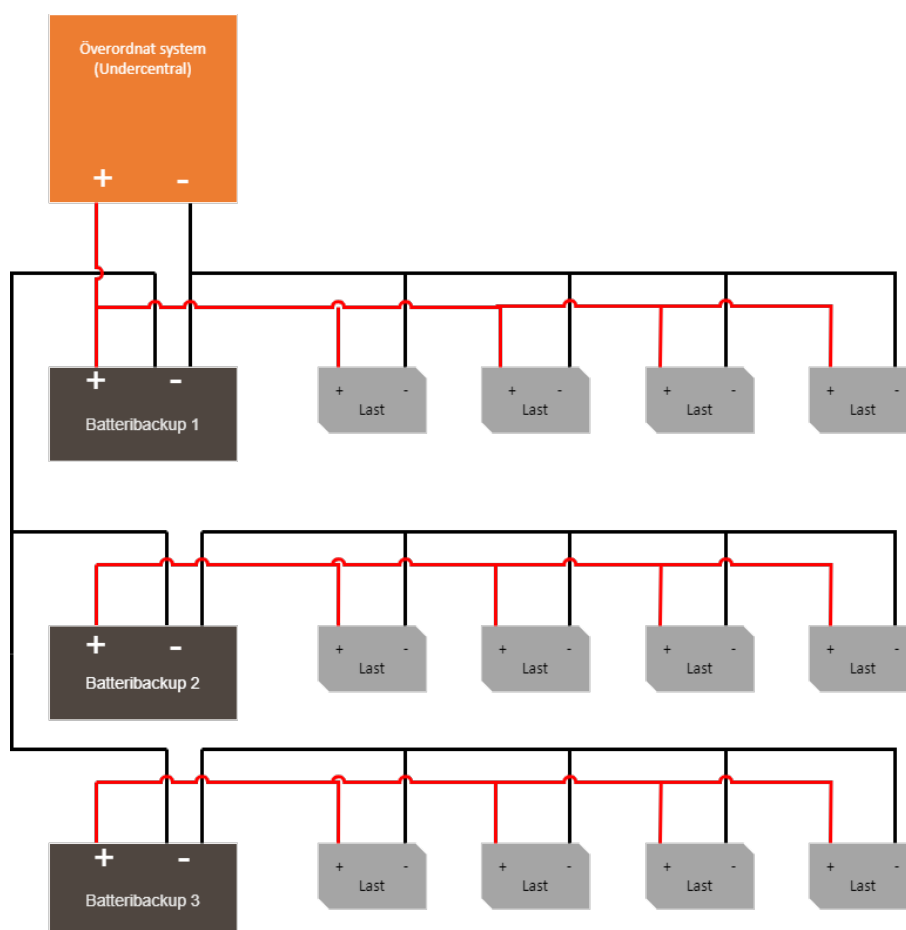 Överordnat system
(Undercentral)
+ -
+ -
Batteribackup 1
+ -
Last
+ -
Last
+ -
Last
+ -
Last
+ -
Batteribackup 2
+ -
Last
+ -
Last
+ -
Last
+ -
Last
+ -
Batteribackup 3
+ -
Last
+ -
Last
+ -
Last
+ -
Last